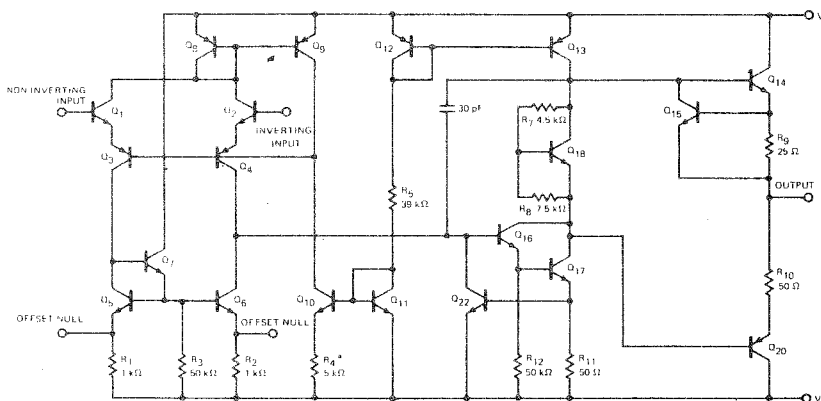 V
Q8
Q9
Q12
Q13
Q14
NON INVERTING
INPUT
Q1
Q2
INVERTING
INPUT
30 pF
R7 4.5 kΩ
Q15
Q18
R9
25 Ω
Q3
Q4
R5
39 kΩ
R8 7.5 kΩ
OUTPUT
Q16
Q7
Q17
R10
50 Ω
Q5
Q6
Q10
Q11
Q22
OFFSET NULL
OFFSET NULL
Q20
R1
1 kΩ
R3
50 kΩ
R2
1 kΩ
R4
5 kΩ
R12
50 kΩ
R11
50 Ω
V